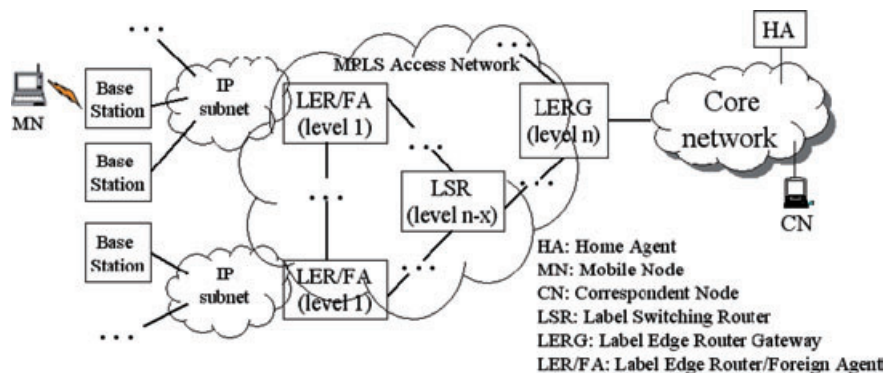 HA
MPLS Access Network
MN
Base
Station
IP
subnet
LER/FA
(level 1)
LERG
(level n)
Core
network
Base
Station
LSR
(level n-x)
CN
Base
Station
IP
subnet
LER/FA
(level 1)
HA: Home Agent
MN: Mobile Node
CN: Correspondent Node
LSR: Label Switching Router
LERG: Label Edge Router Gateway
LER/FA: Label Edge Router/Foreign Agent